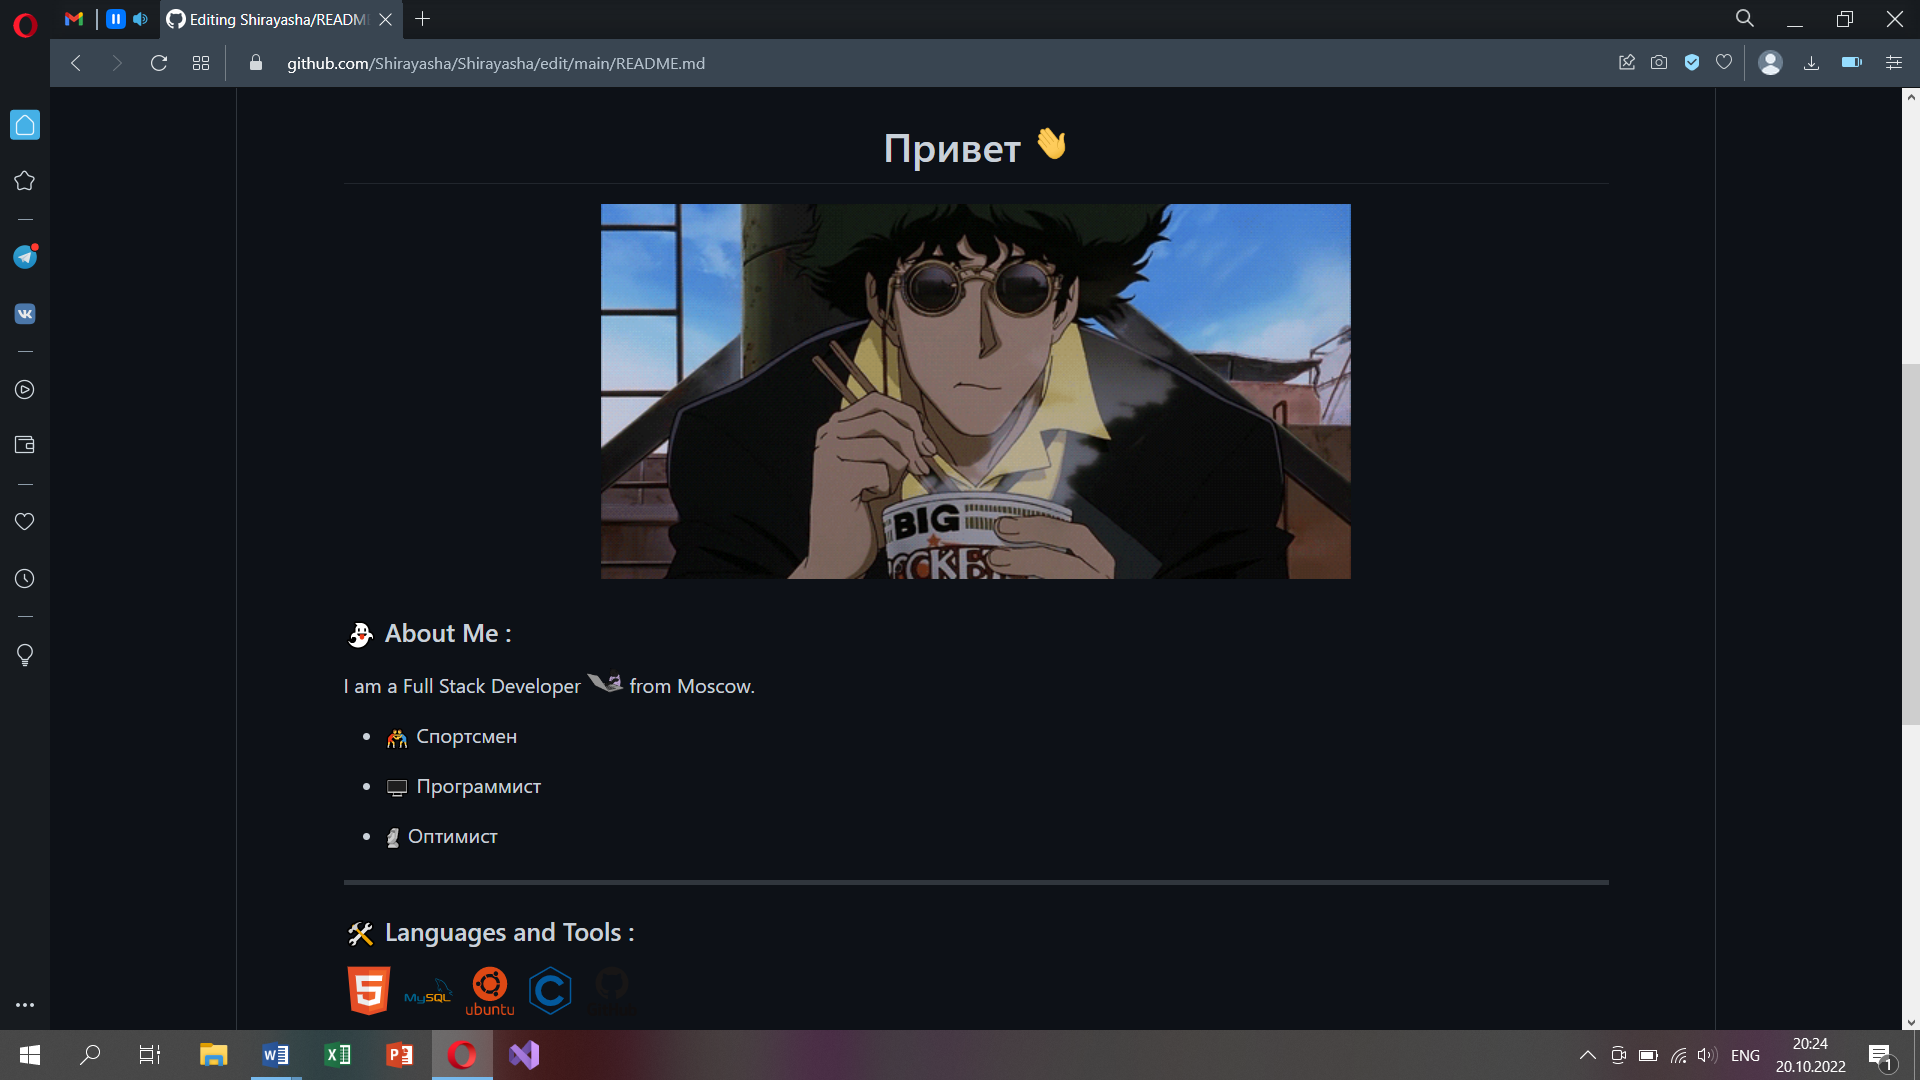 Editing Shirayasha/READM
github.com/Shirayasha/Shirayasha/edit/main/README.md
Привет
BIG
About Me :
I am a Full Stack Developer from Moscow.
Спортсмен
Программист
Оптимист
Languages and Tools :
MySQL
ubuntu
C
ENG
20:24
20.10.2022
1